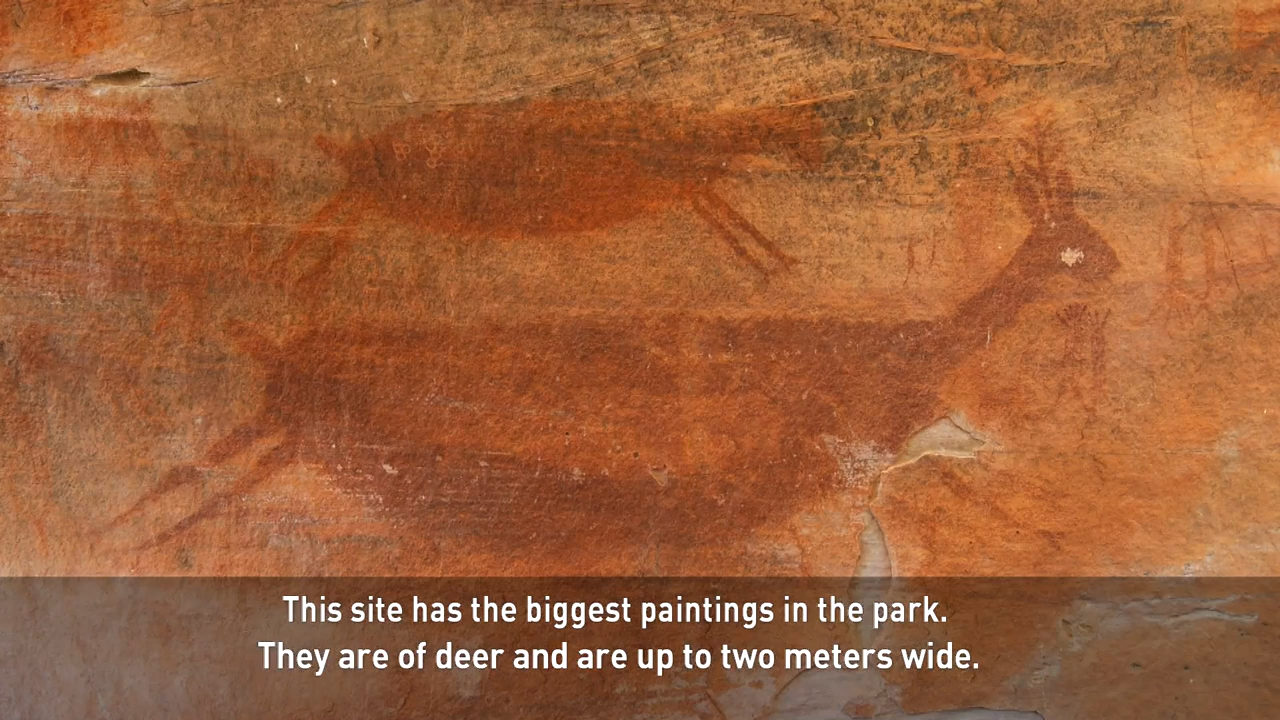 This site has the biggest paintings in the park.
They are of deer and are up to two meters wide.